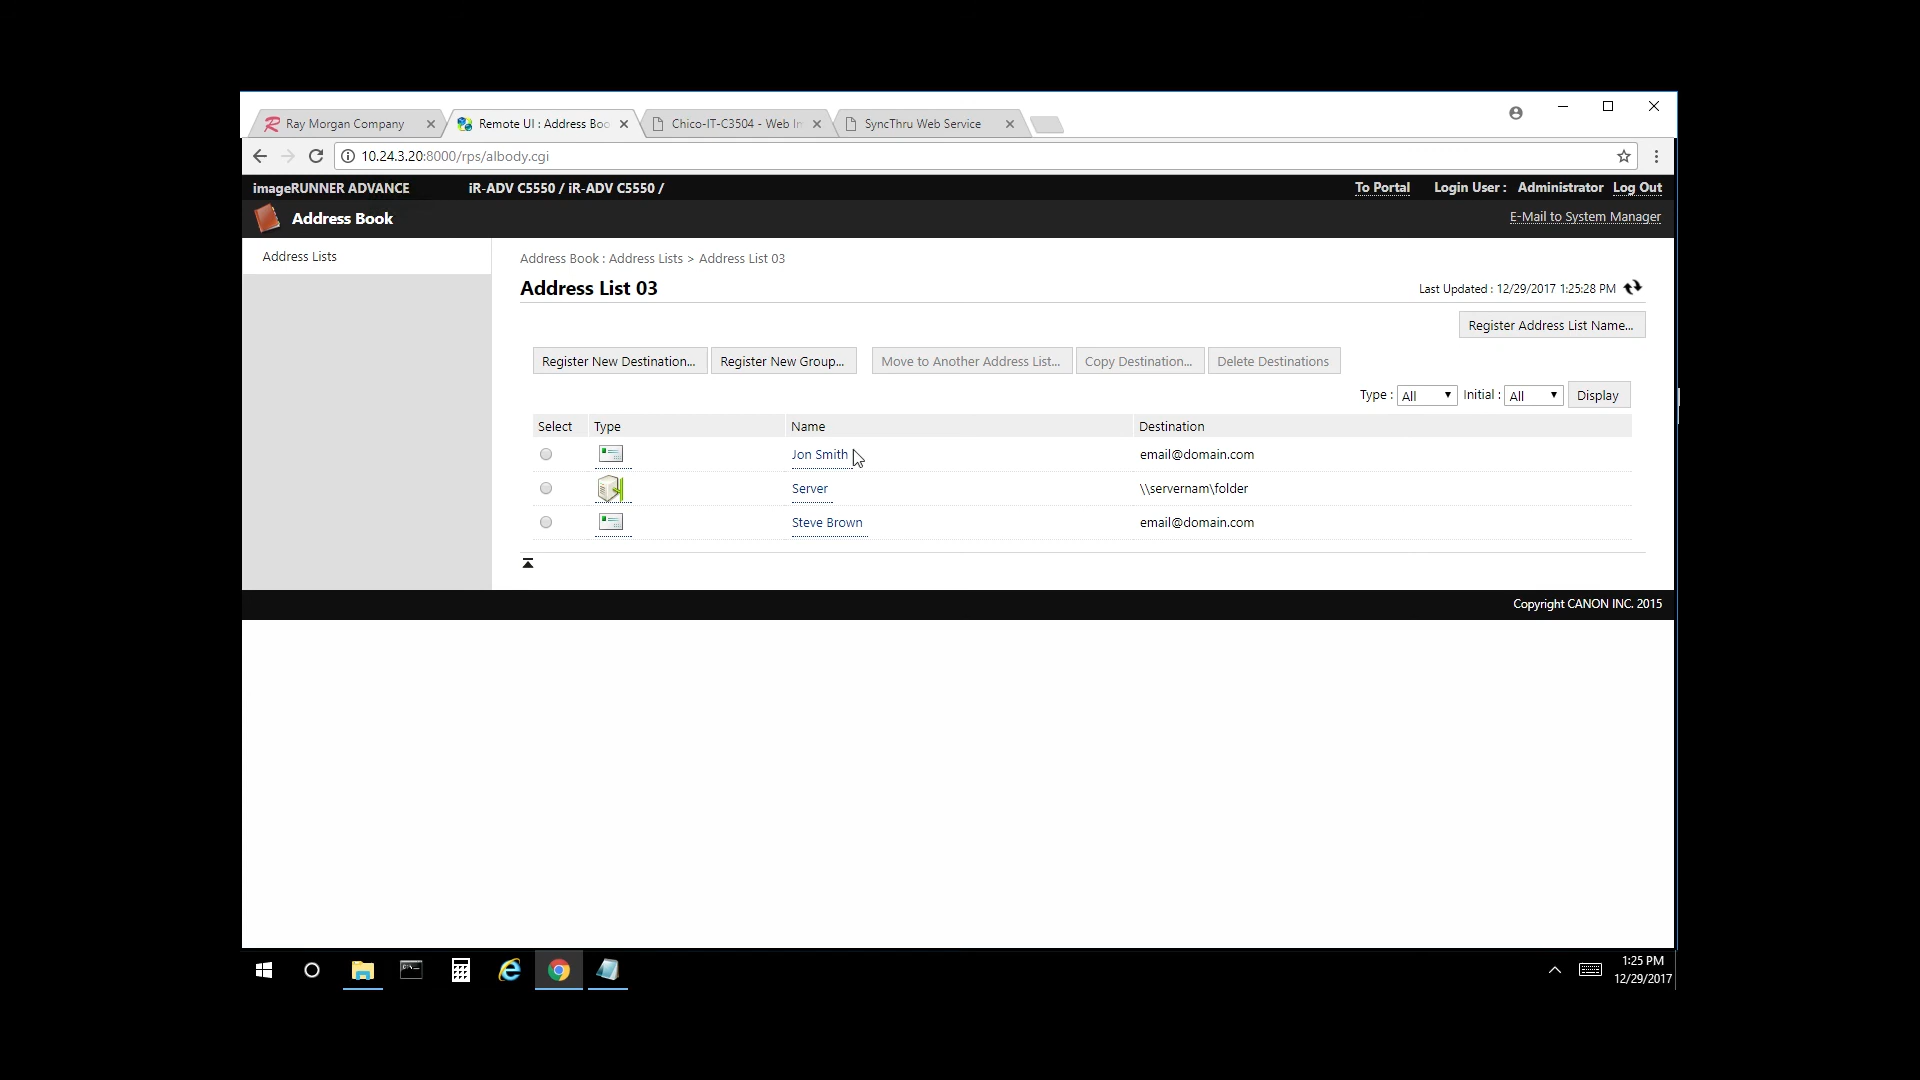 Ray Morgan Company
Remote UI : Address Boo
Chico-IT-C3504 - Web In
SyncThru Web Service
10.24.3.20:8000/rps/albody.cgi
imageRUNNER ADVANCE
iR-ADV C5550 / iR-ADV C5550 /
To Portal
Login User : Administrator
Log Out
Address Book
E-Mail to System Manager
Address Lists
Address Book : Address Lists > Address List 03
Address List 03
Last Updated : 12/29/2017 1:25:28 PM
Register Address List Name...
Register New Destination...
Register New Group...
Move to Another Address List...
Copy Destination...
Delete Destinations
Type : All
Initial : All
Display
Select Type Name Destination
Jon Smith email@domain.com
Server \\servernam\folder
Steve Brown email@domain.com
Copyright CANON INC. 2015
1:25 PM
12/29/2017